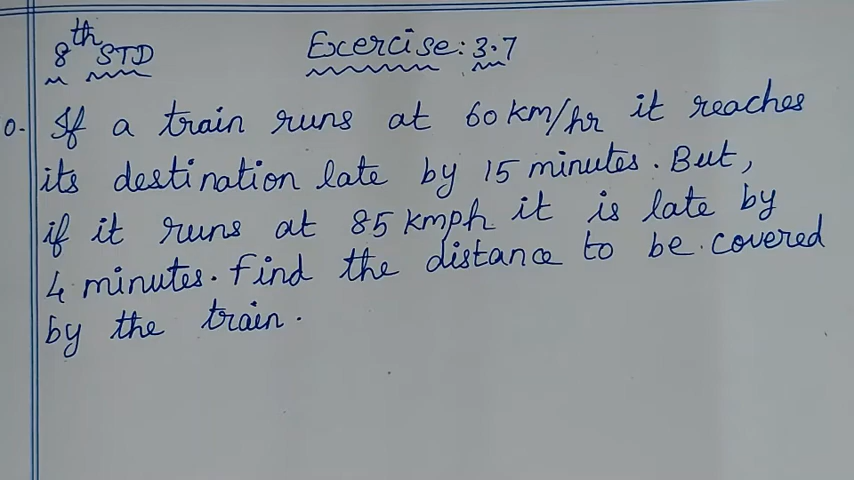 8th STD Exercise: 3.7
0. If a train runs at 60 km/hr it reaches
its destination late by 15 minutes. But,
if it runs at 85 kmph it is late by
4 minutes. Find the distance to be covered
by the train.